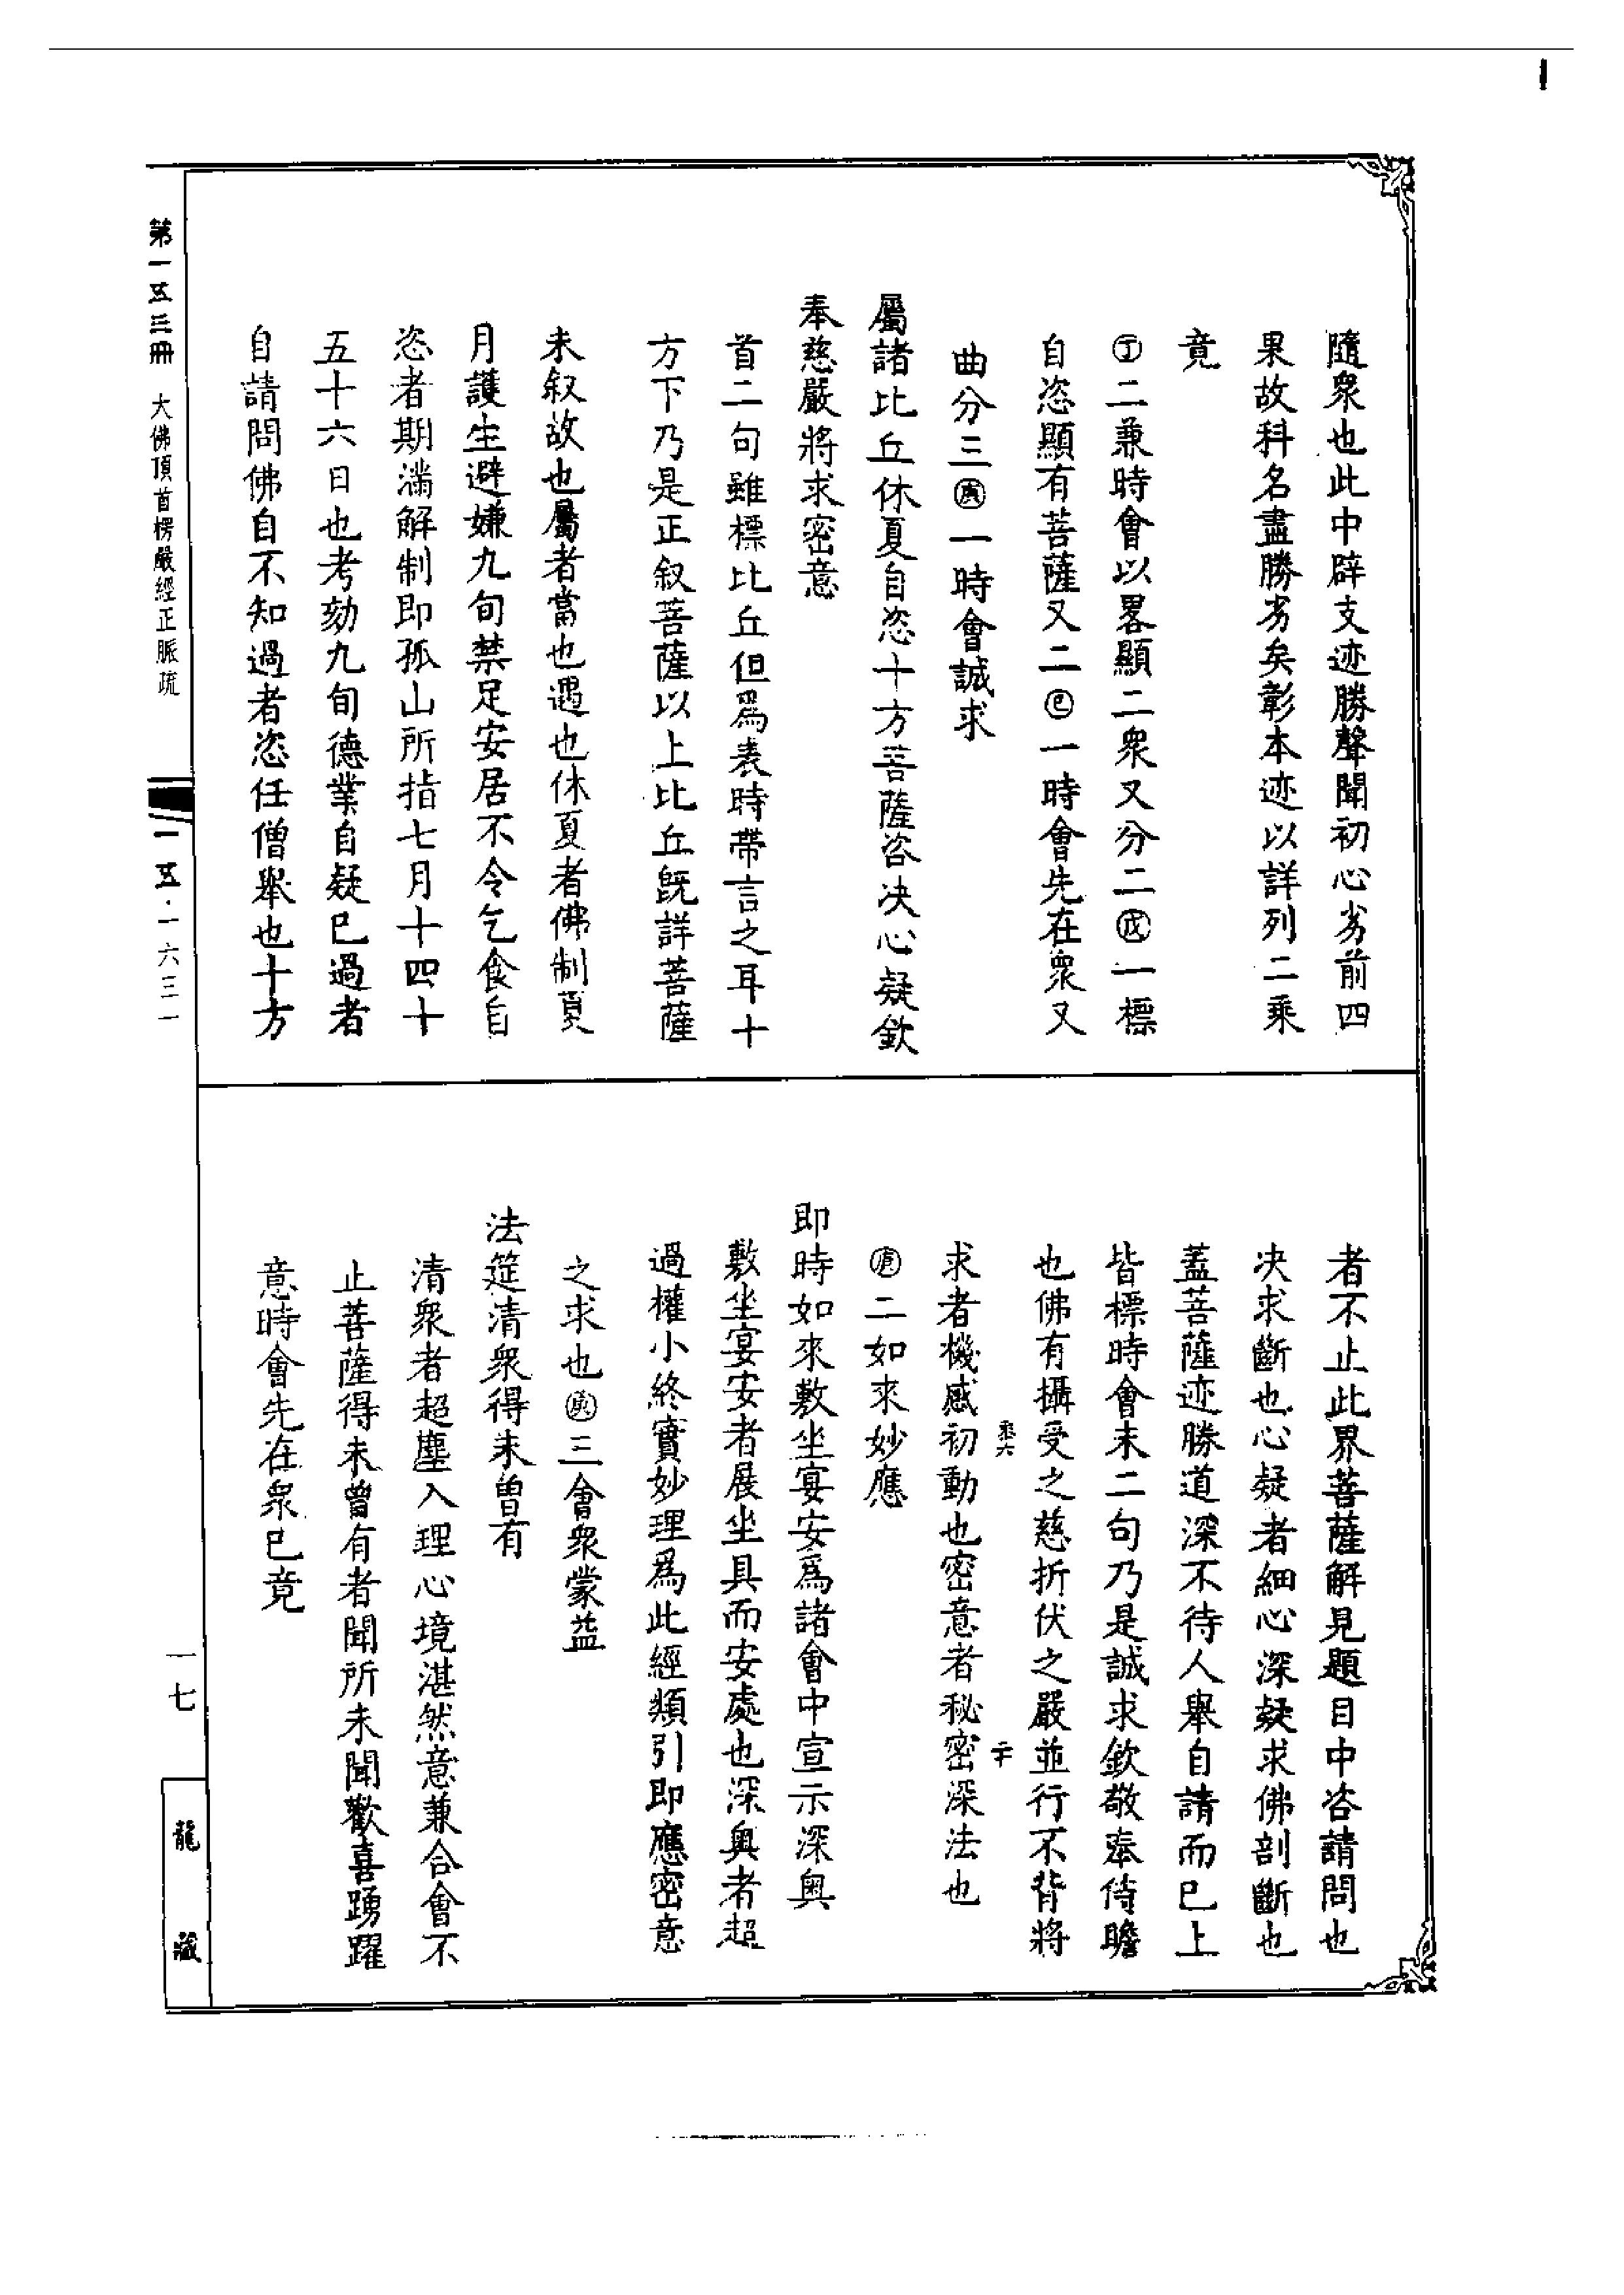 隨衆也此中辟支迹勝聲聞初心劣前四
果故科名盡勝劣矣彰本迹以詳列二乘
竟
㊀丁二兼時會以畧顯二衆又分二戊一標
自恣顯有菩薩又二己一時會先在衆又
曲分三庚一時會誠求
屬諸比丘休夏自恣十方菩薩咨决心疑欽
奉慈嚴將求密意
首二句雖標比丘但爲表時帶言之耳十
方下乃是正叙菩薩以上比丘既詳菩薩
未叙故也屬者當也遇也休夏者佛制夏
月護生避嫌九旬禁足安居不令乞食自
恣者期滿解制即孤山所指七月十四十
五十六日也考効九旬德業自疑已過者
自請問佛自不知過者恣任僧舉也十方
者不止此界菩薩解見題目中咨請問也
决求斷也心疑者細心深疑求佛剖斷也
蓋菩薩迹勝道深不待人舉自請而已上
皆標時會末二句乃是誠求欽敬奉侍瞻
也佛有攝受之慈折伏之嚴並行不背將
求者機感初動也密意者秘密深法也
庚二如來妙應
即時如來敷坐宴安爲諸會中宣示深奥
敷坐宴安者展坐具而安處也深奥者超
過權小終實妙理爲此經類引即應密意
之求也庚三會衆蒙益
法筵清衆得未曾有
清衆者超塵入理心境湛然意兼合會不
止菩薩得未曾有者聞所未聞歡喜踴躍
意時會先在衆已竟
第一五三冊 大佛頂首楞嚴經正脈疏
一五·一六三一
一七
龍藏